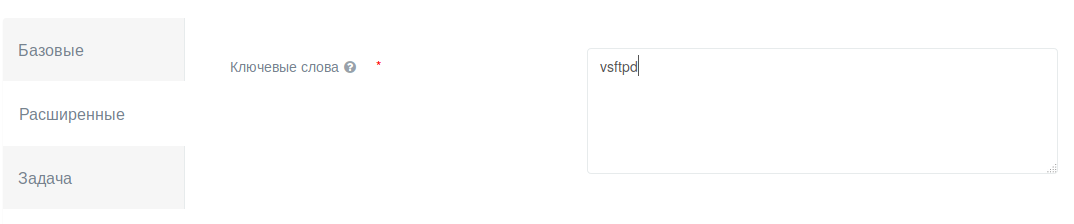 Базовые
Ключевые слова ? *
vsftpd
Расширенные
Задача